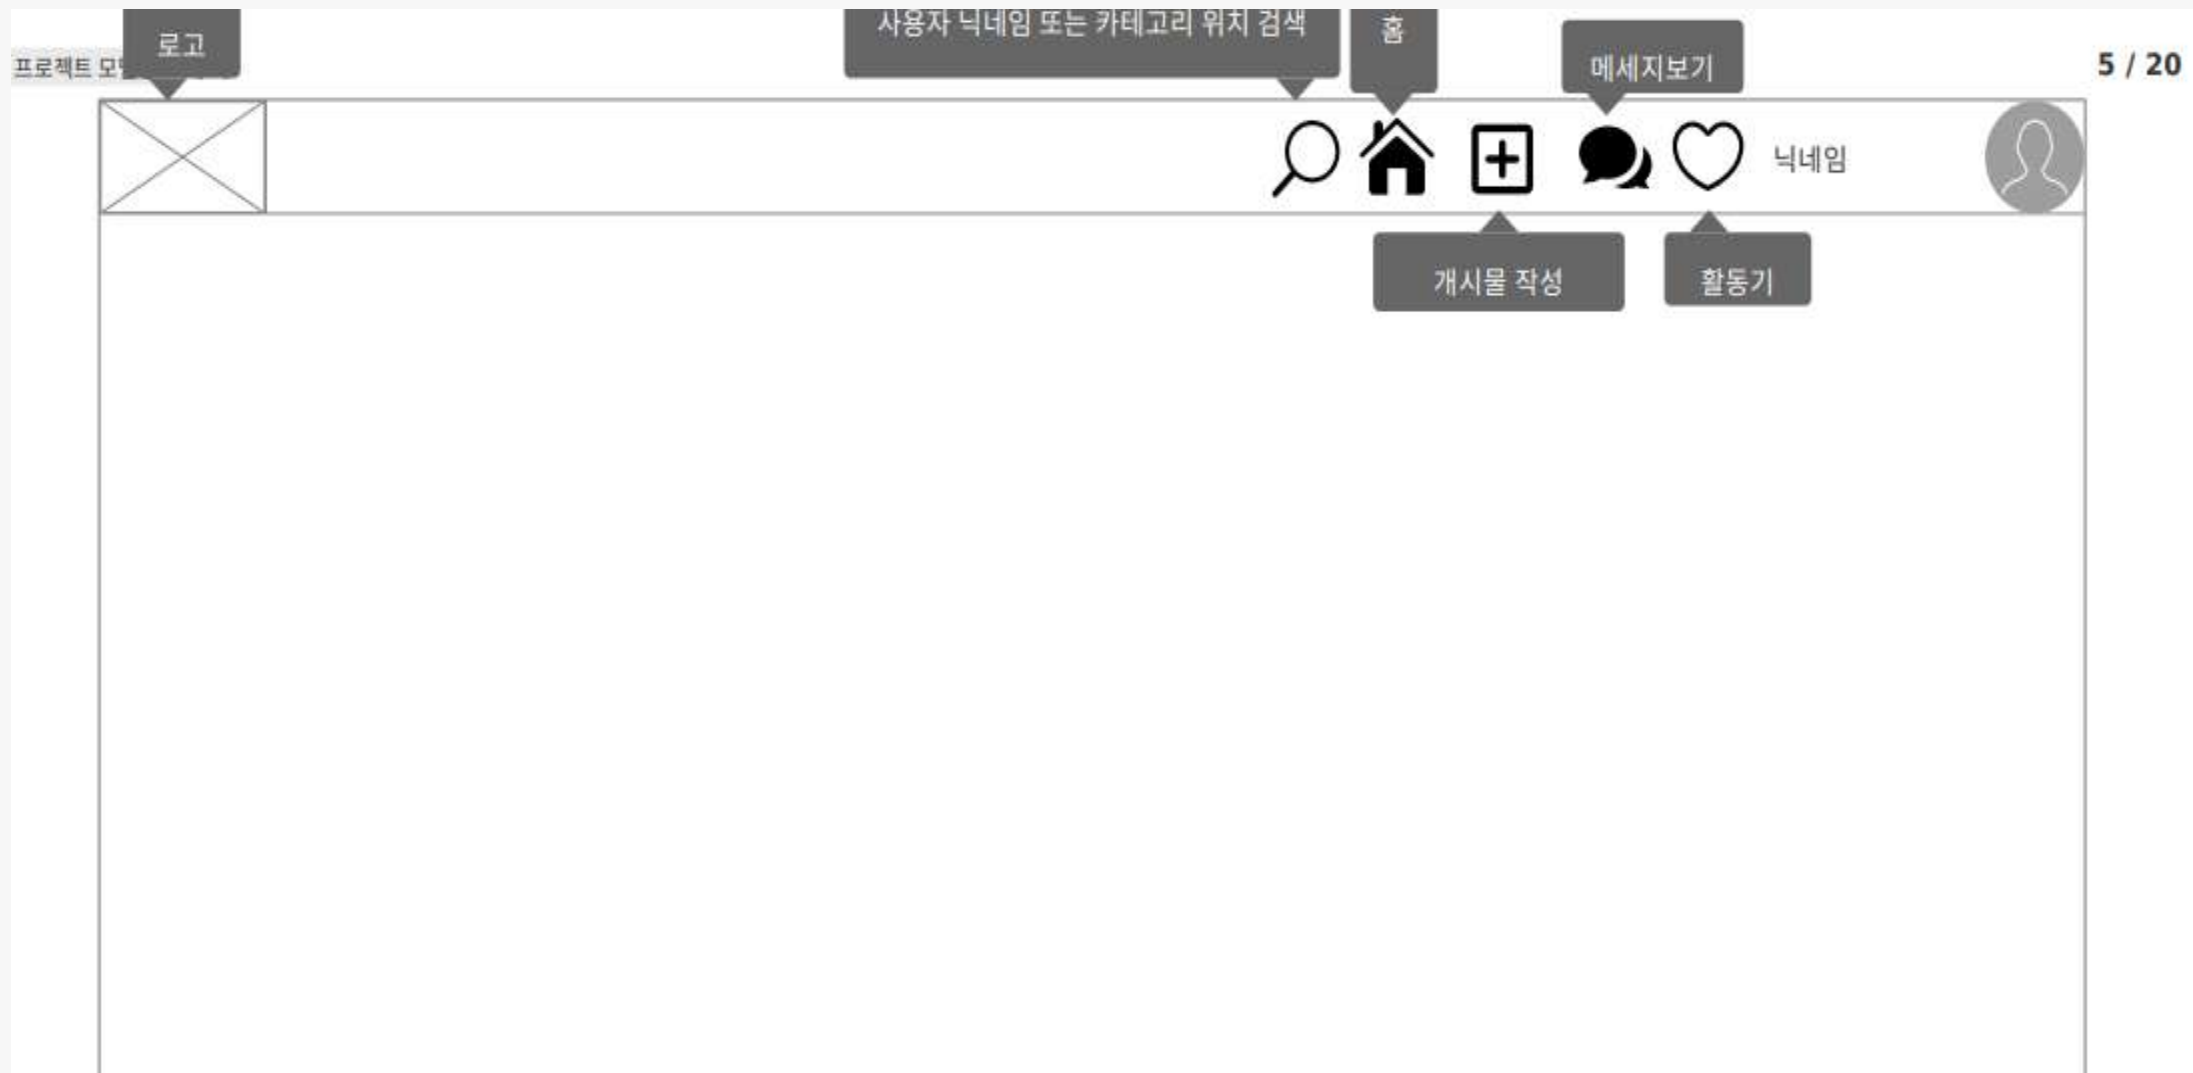 로고
사용자 닉네임 또는 카테고리 위치 검색
홈
메세지보기
프로젝트
5 / 20
닉네임
개시물 작성
활동기